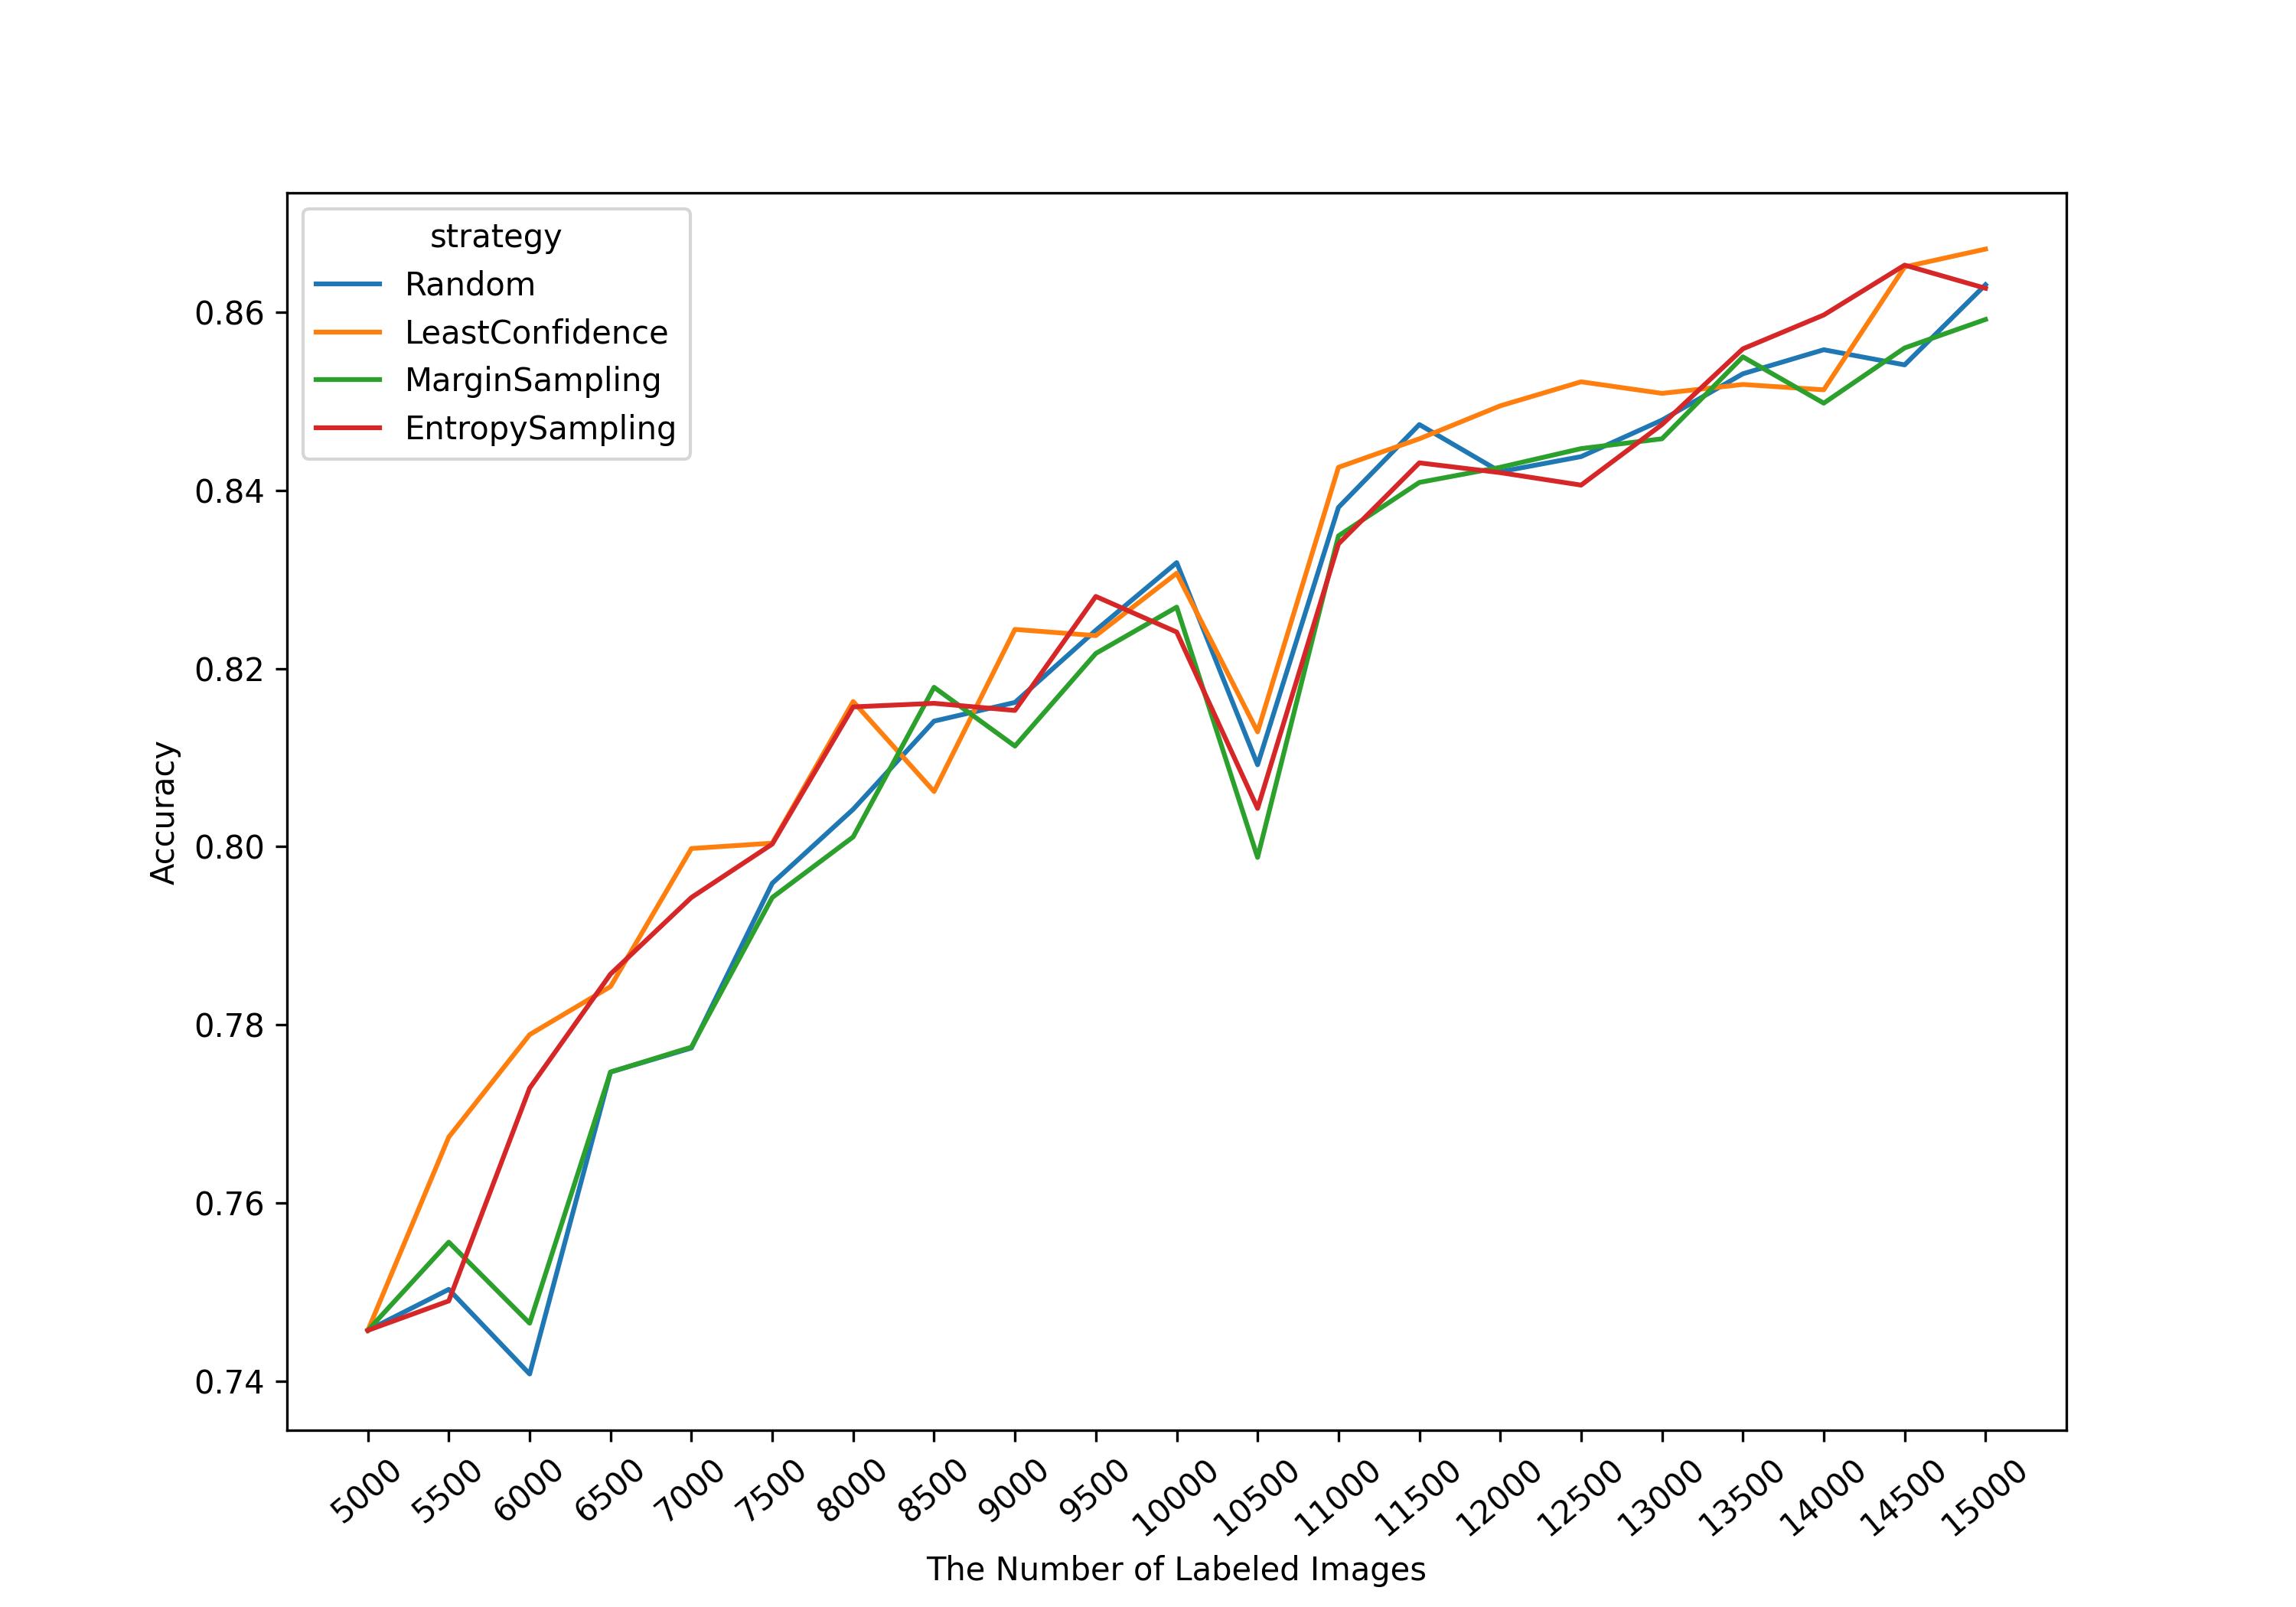 strategy
Random
LeastConfidence
MarginSampling
EntropySampling
0.86
0.84
0.82
0.80
0.78
0.76
0.74
Accuracy
5000 5500 6000 6500 7000 7500 8000 8500 9000 9500 10000 10500 11000 11500 12000 12500 13000 13500 14000 14500 15000
The Number of Labeled Images